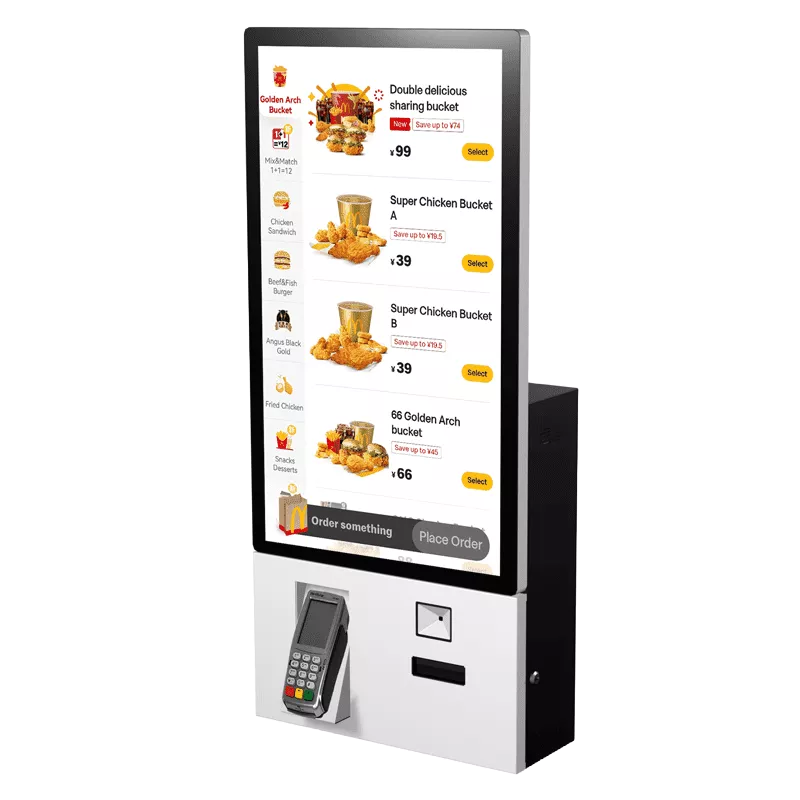 Golden Arch
Bucket
1+1
=¥12
Mix&Match
1+1=12
Chicken
Sandwich
Beef&Fish
Burger
Angus Black
Gold
Fried Chicken
Snacks
Desserts
Double delicious
sharing bucket
New
Save up to ¥74
¥99
Select
Super Chicken Bucket
A
Save up to ¥19.5
¥39
Select
Super Chicken Bucket
B
Save up to ¥19.5
¥39
Select
66 Golden Arch
bucket
Save up to ¥45
¥66
Select
Order something
Place Order